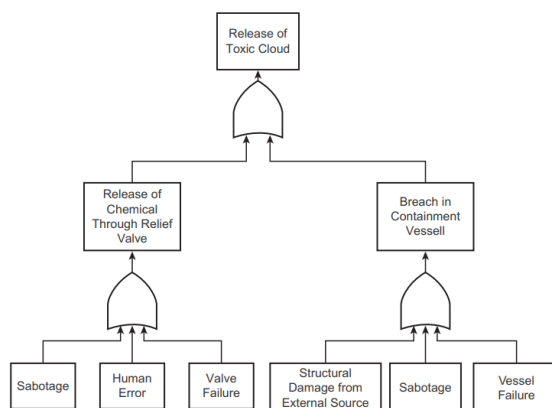 Release of
Toxic Cloud
Release of
Chemical
Through Relief
Valve
Breach in
Containment
Vessell
Sabotage
Human
Error
Valve
Failure
Structural
Damage from
External Source
Sabotage
Vessel
Failure